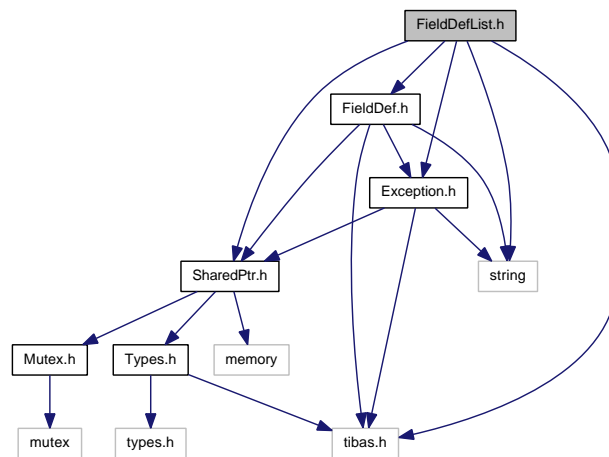 FieldDefList.h
FieldDef.h
Exception.h
SharedPtr.h
string
Mutex.h
Types.h
memory
mutex
types.h
tibas.h